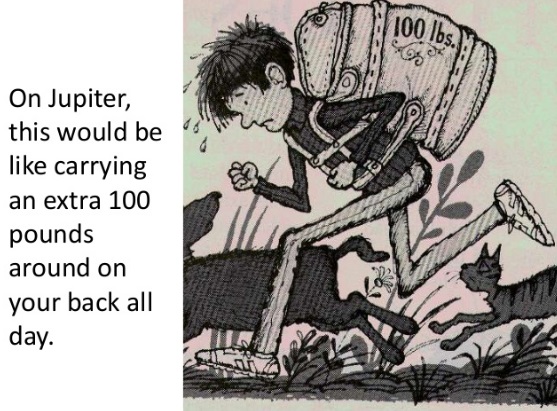 On Jupiter,
this would be
like carrying
an extra 100
pounds
around on
your back all
day.
100 lbs.